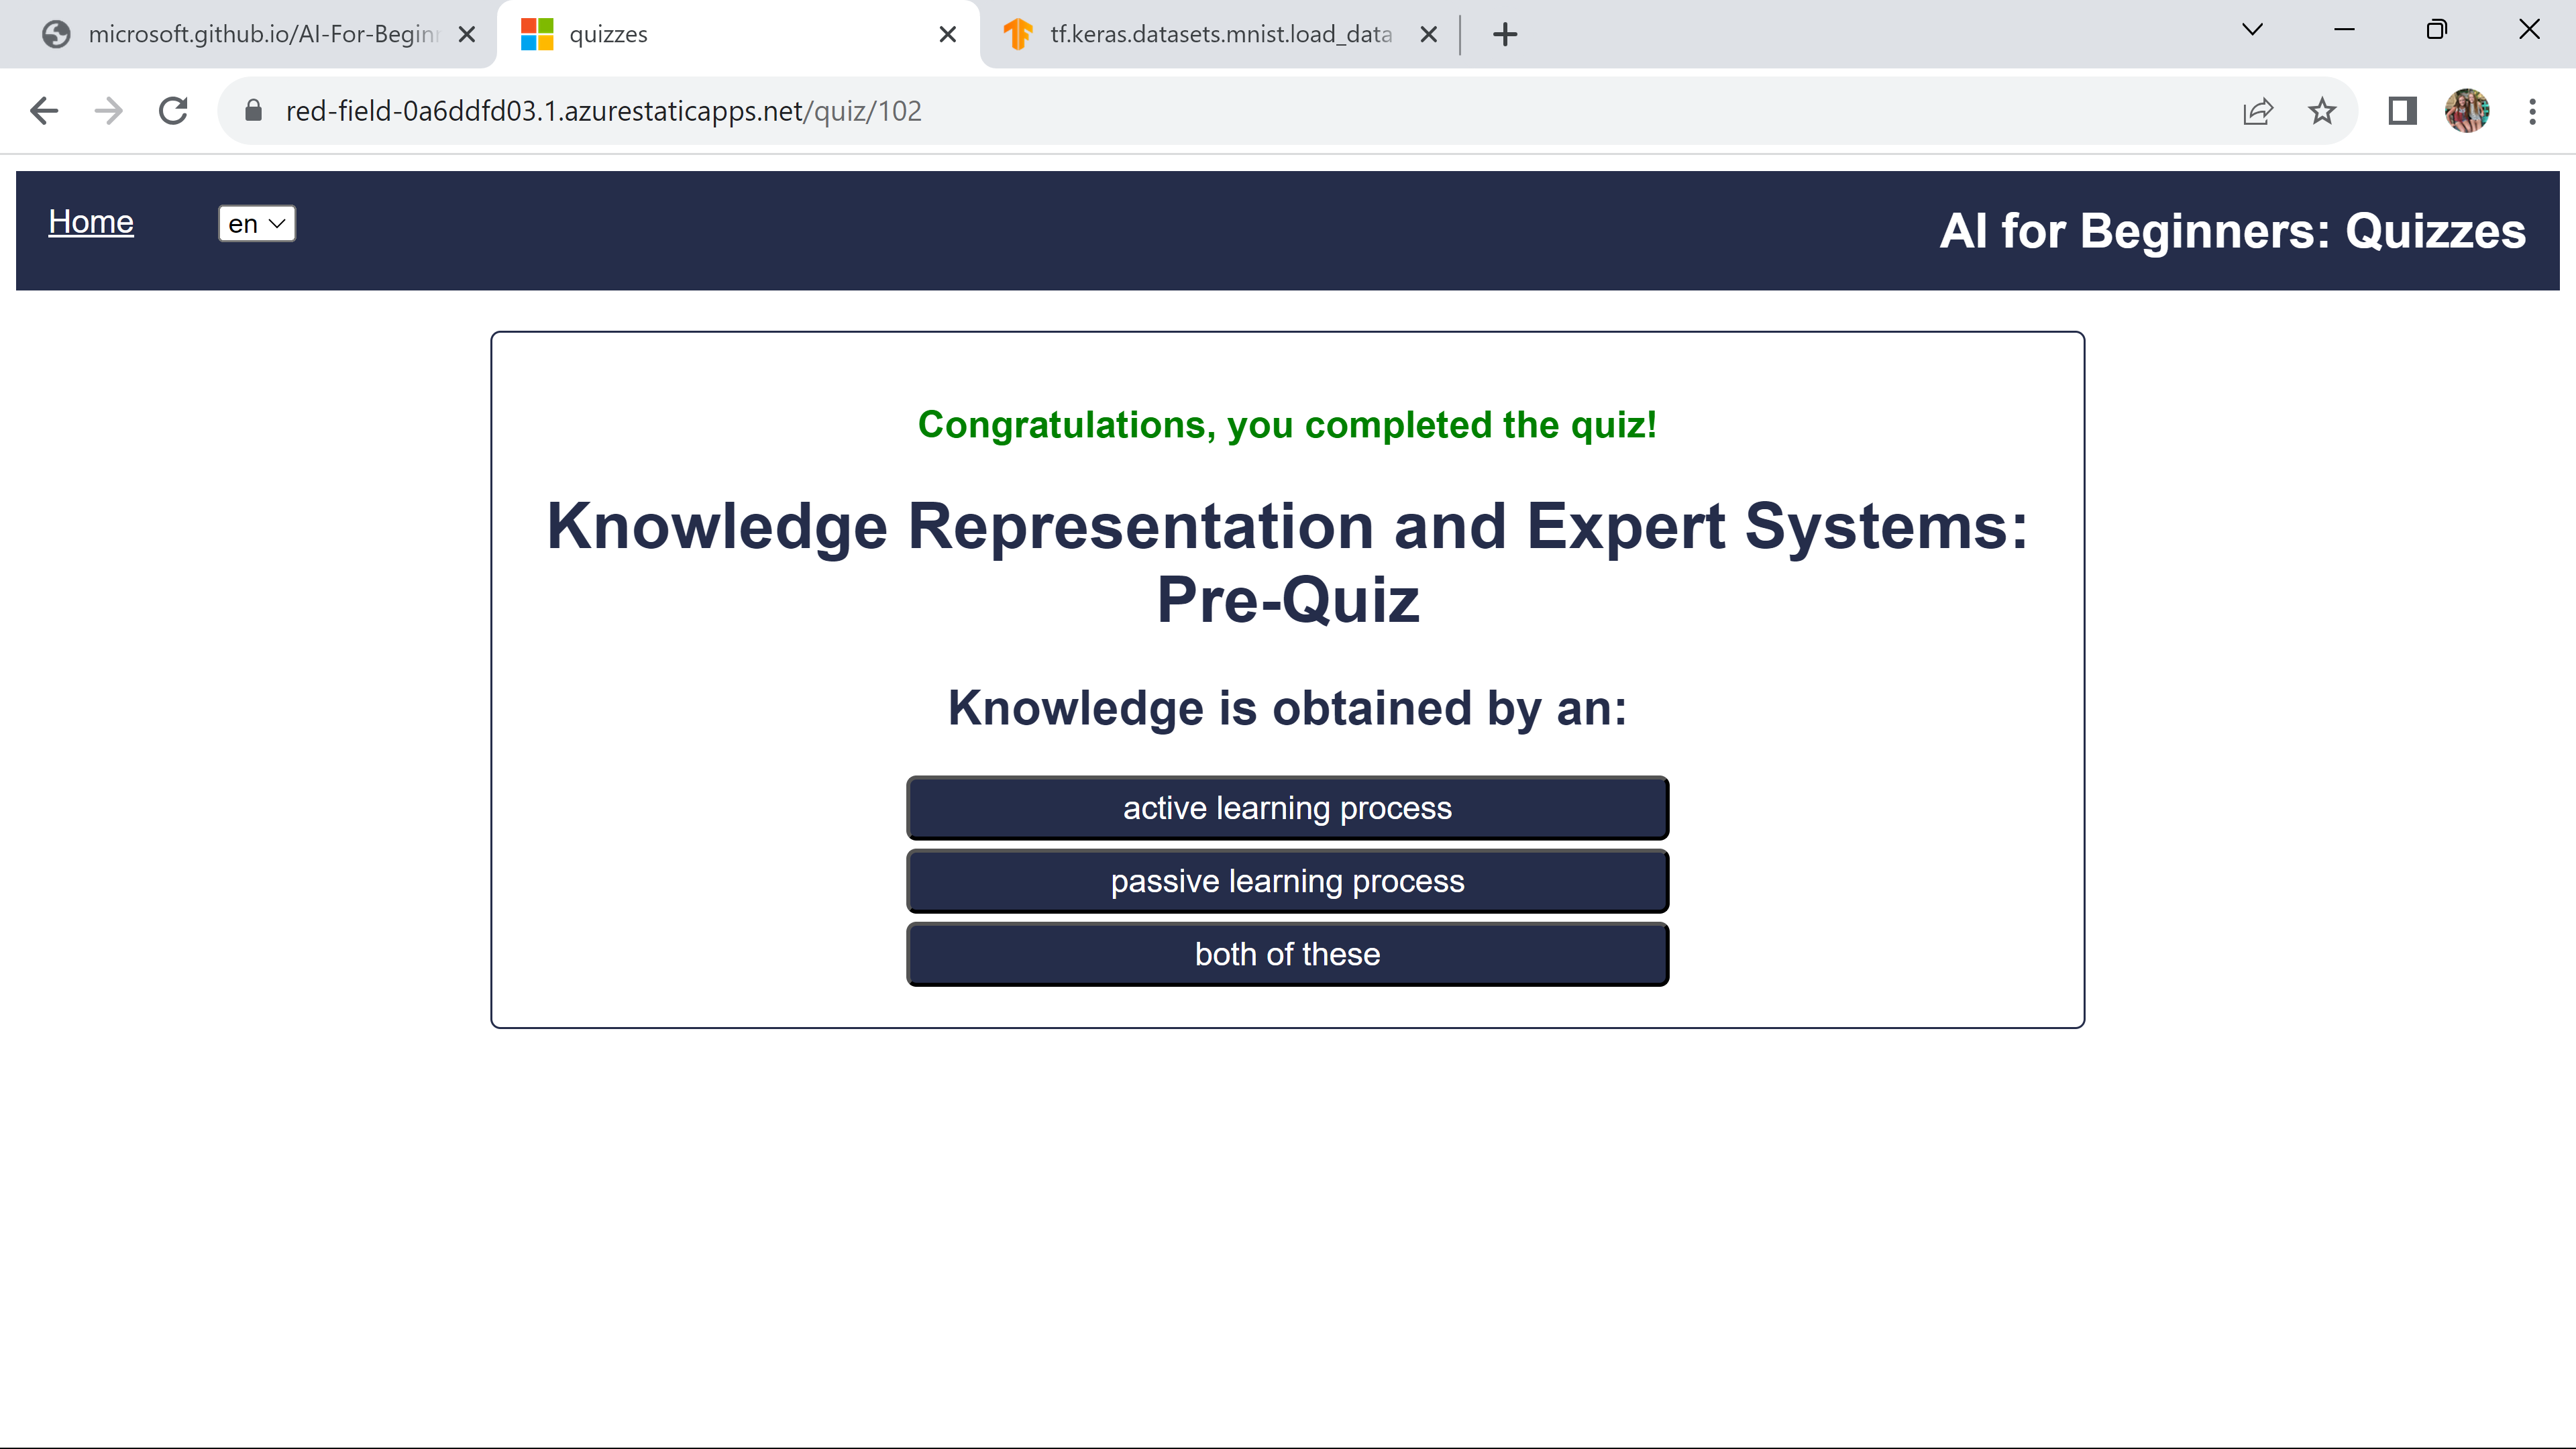 microsoft.github.io/AI-For-Begin
quizzes
tf.keras.datasets.mnist.load_data
red-field-0a6ddfd03.1.azurestaticapps.net/quiz/102
Home
en
AI for Beginners: Quizzes
Congratulations, you completed the quiz!
Knowledge Representation and Expert Systems:
Pre-Quiz
Knowledge is obtained by an:
active learning process
passive learning process
both of these